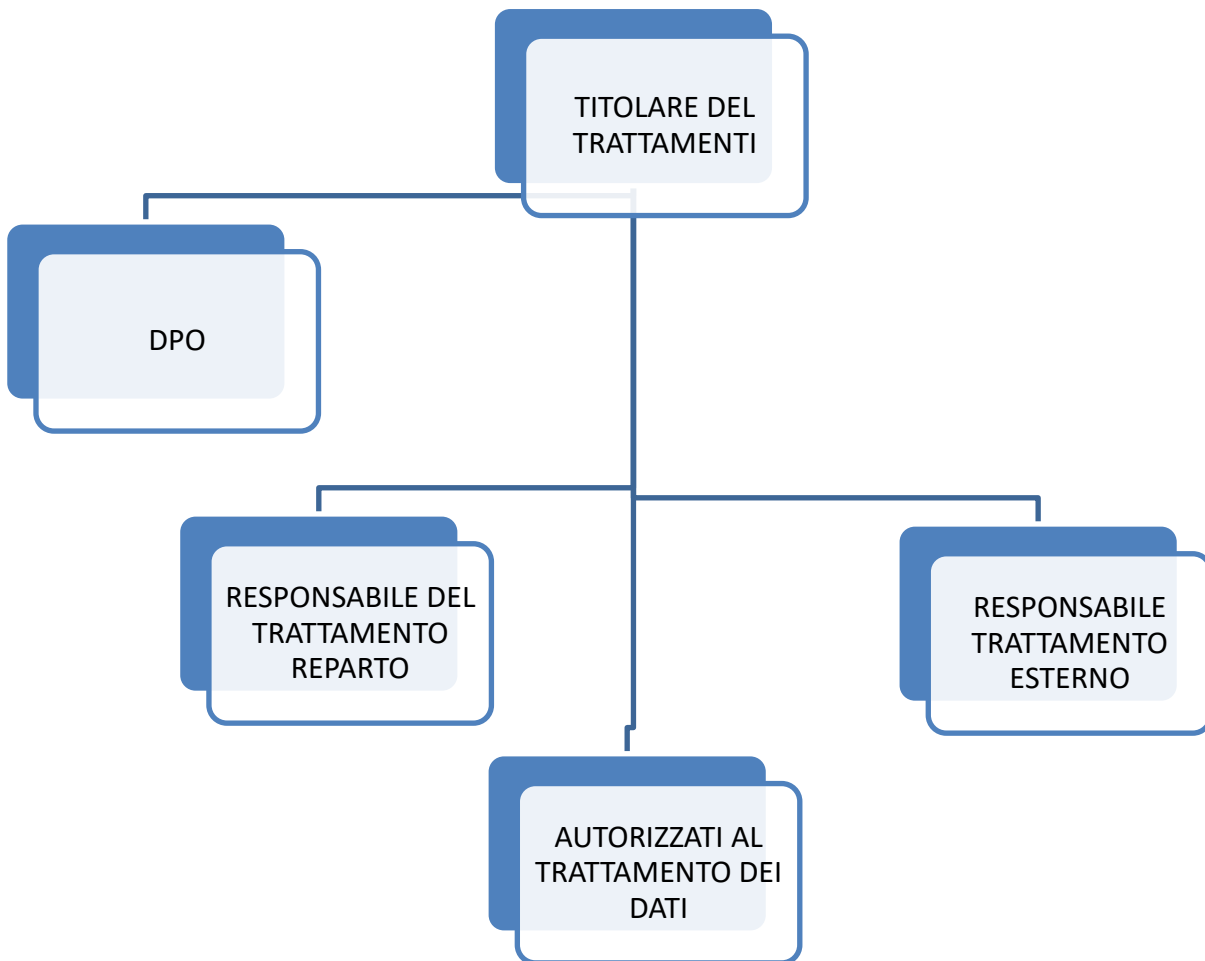 TITOLARE DEL
TRATTAMENTI
DPO
RESPONSABILE DEL
TRATTAMENTO
REPARTO
RESPONSABILE
TRATTAMENTO
ESTERNO
AUTORIZZATI AL
TRATTAMENTO DEI
DATI